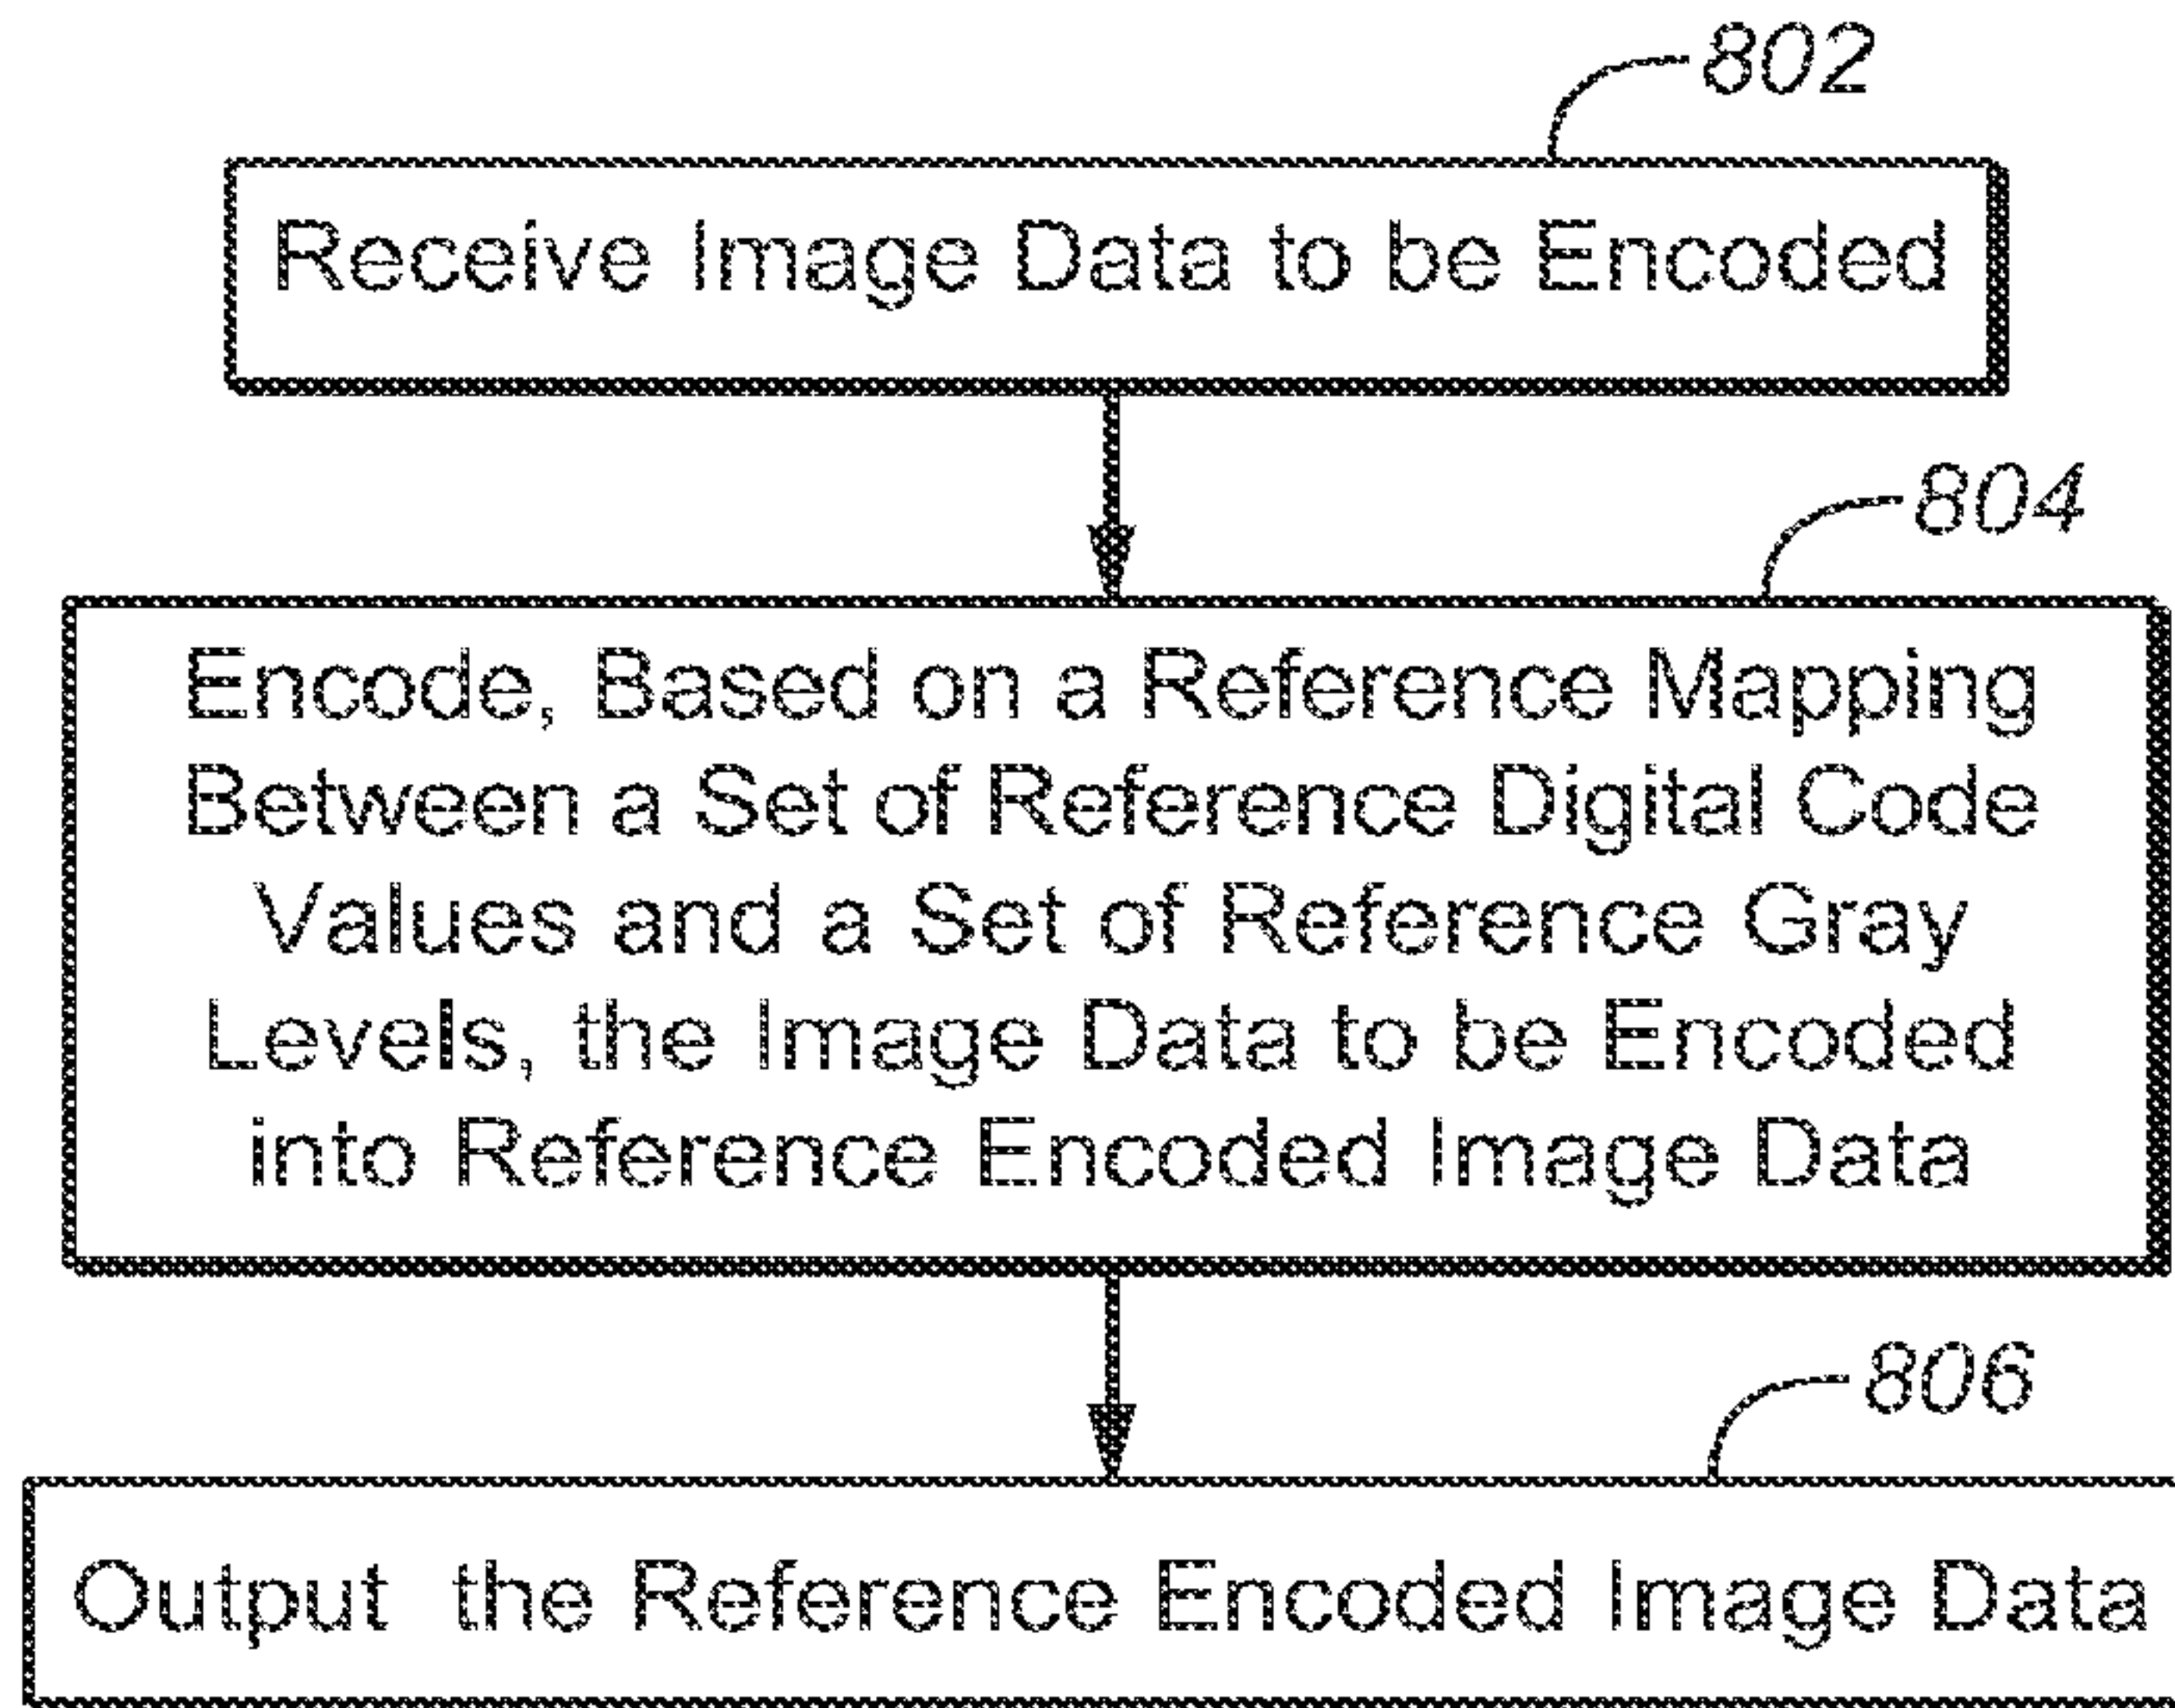 802
Receive Image Data to be Encoded
804
Encode, Based on a Reference Mapping
Between a Set of Reference Digital Code
Values and a Set of Reference Gray
Levels, the Image Data to be Encoded
into Reference Encoded Image Data
806
Output the Reference Encoded Image Data